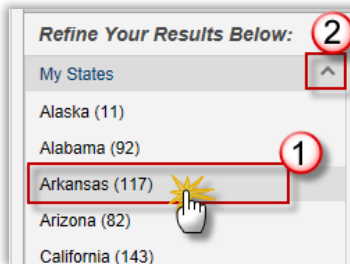 Refine Your Results Below:
2
My States
Alaska (11)
Alabama (92)
1
Arkansas (117)
Arizona (82)
California (143)